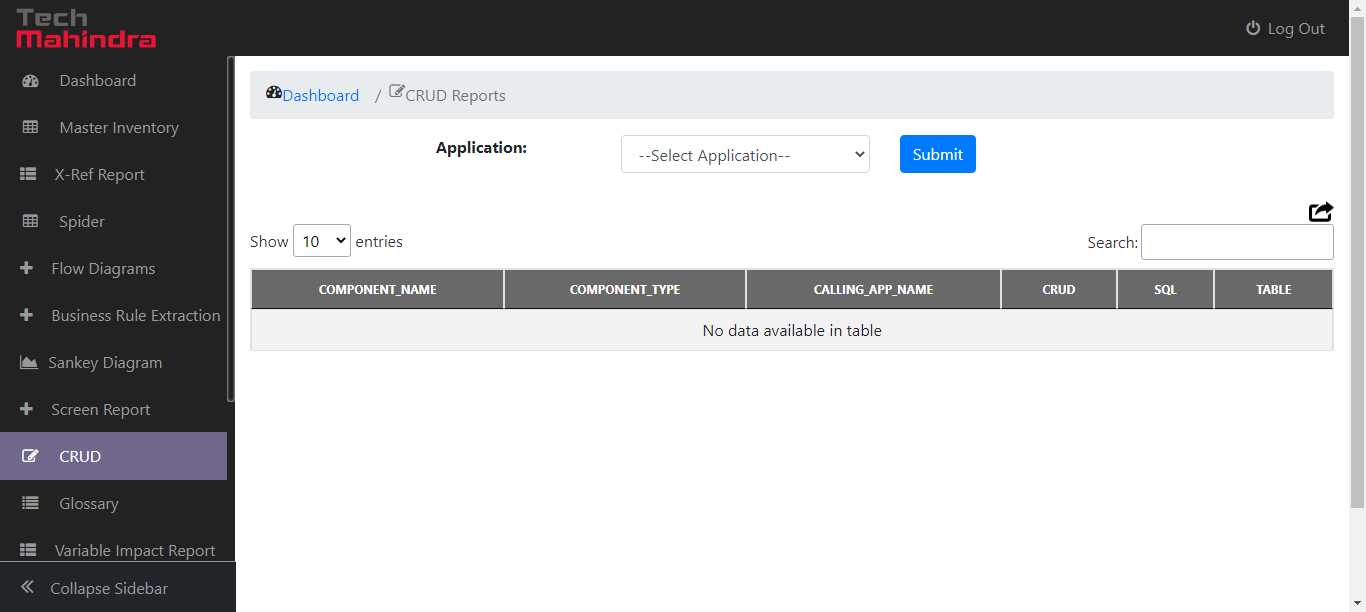 Tech
Mahindra
Log Out
Dashboard
Master Inventory
X-Ref Report
Spider
Flow Diagrams
Business Rule Extraction
Sankey Diagram
Screen Report
CRUD
Glossary
Variable Impact Report
Collapse Sidebar
Dashboard / CRUD Reports
Application: --Select Application-- Submit
Show 10 entries Search:
COMPONENT_NAME COMPONENT_TYPE CALLING_APP_NAME CRUD SQL TABLE
No data available in table